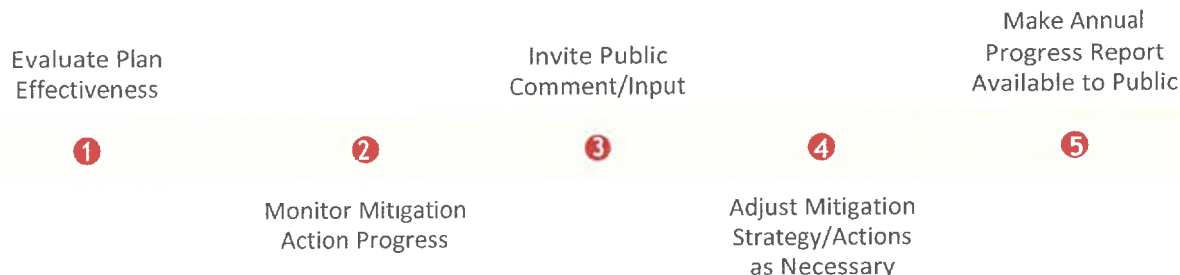 Evaluate Plan
Effectiveness
1
Monitor Mitigation
Action Progress
2
Invite Public
Comment/Input
3
Adjust Mitigation
Strategy/Actions
as Necessary
4
Make Annual
Progress Report
Available to Public
5